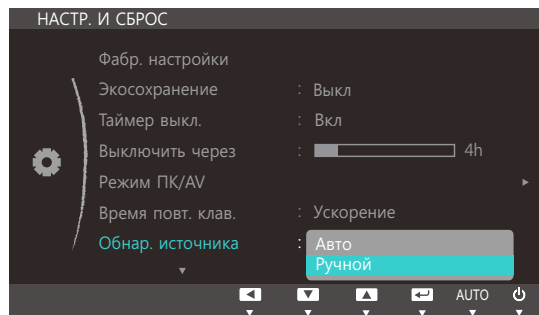 НАСТР. И СБРОС
Фабр. настройки
Экосохранение : Выкл
Таймер выкл. : Вкл
Выключить через : 4h
Режим ПК/AV
Время повт. клав. : Ускорение
Обнар. источника : Авто
Ручной
AUTO